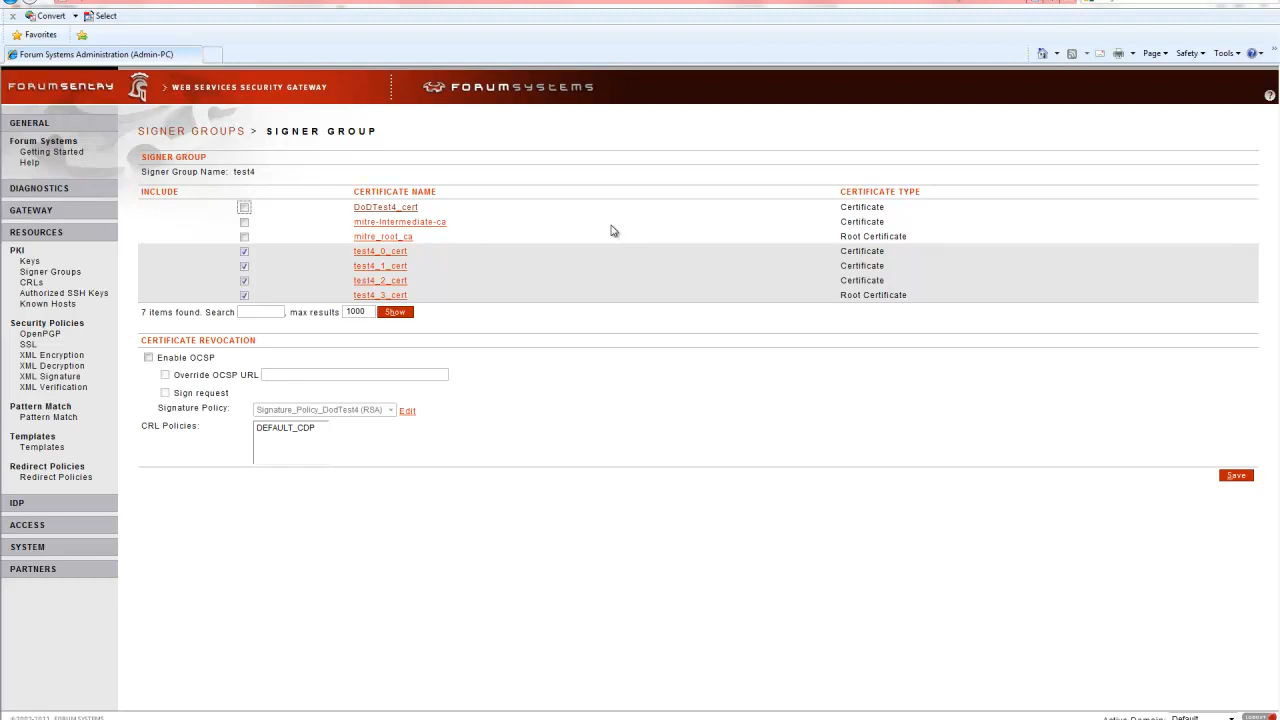 Convert Select
Favorites
Forum Systems Administration (Admin-PC) Page Safety Tools
FORUMSENTRY > WEB SERVICES SECURITY GATEWAY FORUMSYSTEMS
GENERAL
Forum Systems
Getting Started
Help
DIAGNOSTICS
GATEWAY
RESOURCES
PKI
Keys
Signer Groups
CRLs
Authorized SSH Keys
Known Hosts
Security Policies
OpenPGP
SSL
XML Encryption
XML Decryption
XML Signature
XML Verification
Pattern Match
Pattern Match
Templates
Templates
Redirect Policies
Redirect Policies
IDP
ACCESS
SYSTEM
PARTNERS
SIGNER GROUPS > SIGNER GROUP
SIGNER GROUP
Signer Group Name: test4
INCLUDE CERTIFICATE NAME CERTIFICATE TYPE
DoDTest4_cert Certificate
mitre-Intermediate-ca Certificate
mitre_root_ca Root Certificate
test4_0_cert Certificate
test4_1_cert Certificate
test4_2_cert Certificate
test4_3_cert Root Certificate
7 items found. Search , max results 1000 Show
CERTIFICATE REVOCATION
Enable OCSP
Override OCSP URL
Sign request
Signature Policy: Signature_Policy_DodTest4 (RSA) Edit
CRL Policies: DEFAULT_CDP
Save
FORUM SYSTEMS Active Domain: Default LOGOUT